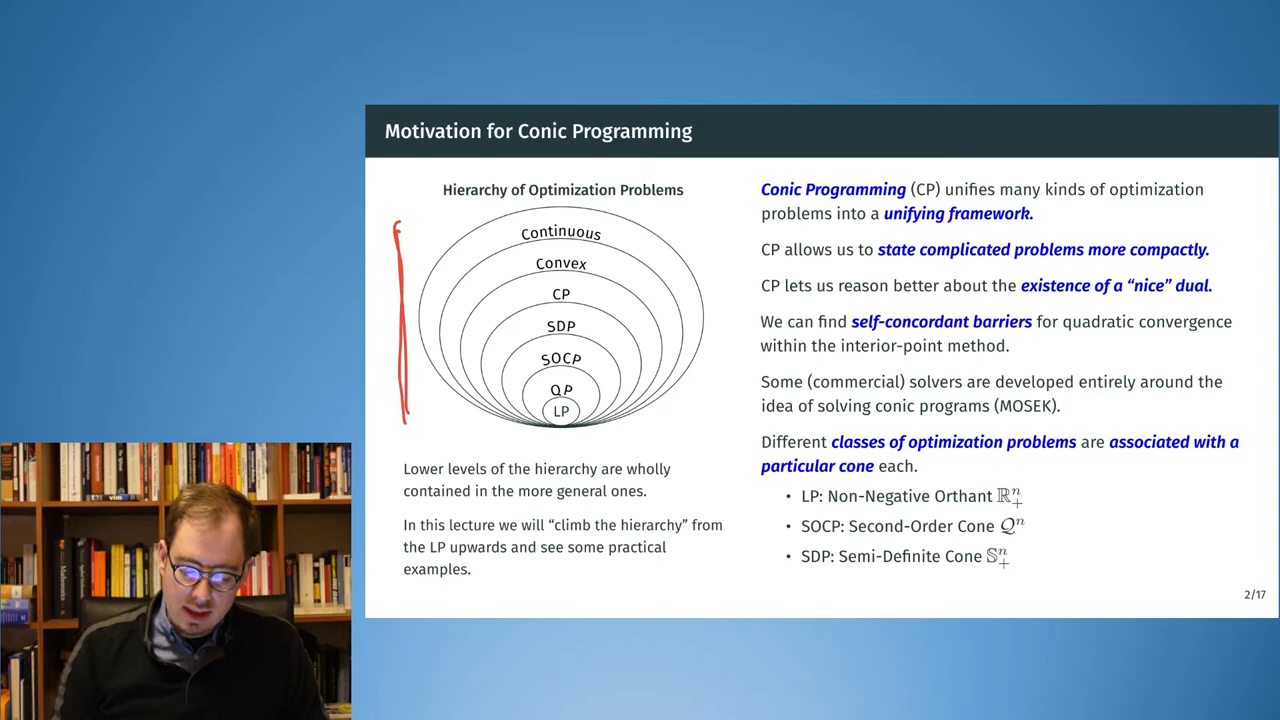 Motivation for Conic Programming
Hierarchy of Optimization Problems
Continuous
Convex
CP
SDP
SOCP
QP
LP
Lower levels of the hierarchy are wholly
contained in the more general ones.
In this lecture we will “climb the hierarchy” from
the LP upwards and see some practical
examples.
Conic Programming (CP) unifies many kinds of optimization
problems into a unifying framework.
CP allows us to state complicated problems more compactly.
CP lets us reason better about the existence of a “nice” dual.
We can find self-concordant barriers for quadratic convergence
within the interior-point method.
Some (commercial) solvers are developed entirely around the
idea of solving conic programs (MOSEK).
Different classes of optimization problems are associated with a
particular cone each.
• LP: Non-Negative Orthant ℝⁿ₊
• SOCP: Second-Order Cone 𝒬ⁿ
• SDP: Semi-Definite Cone 𝕊ⁿ₊
2/17